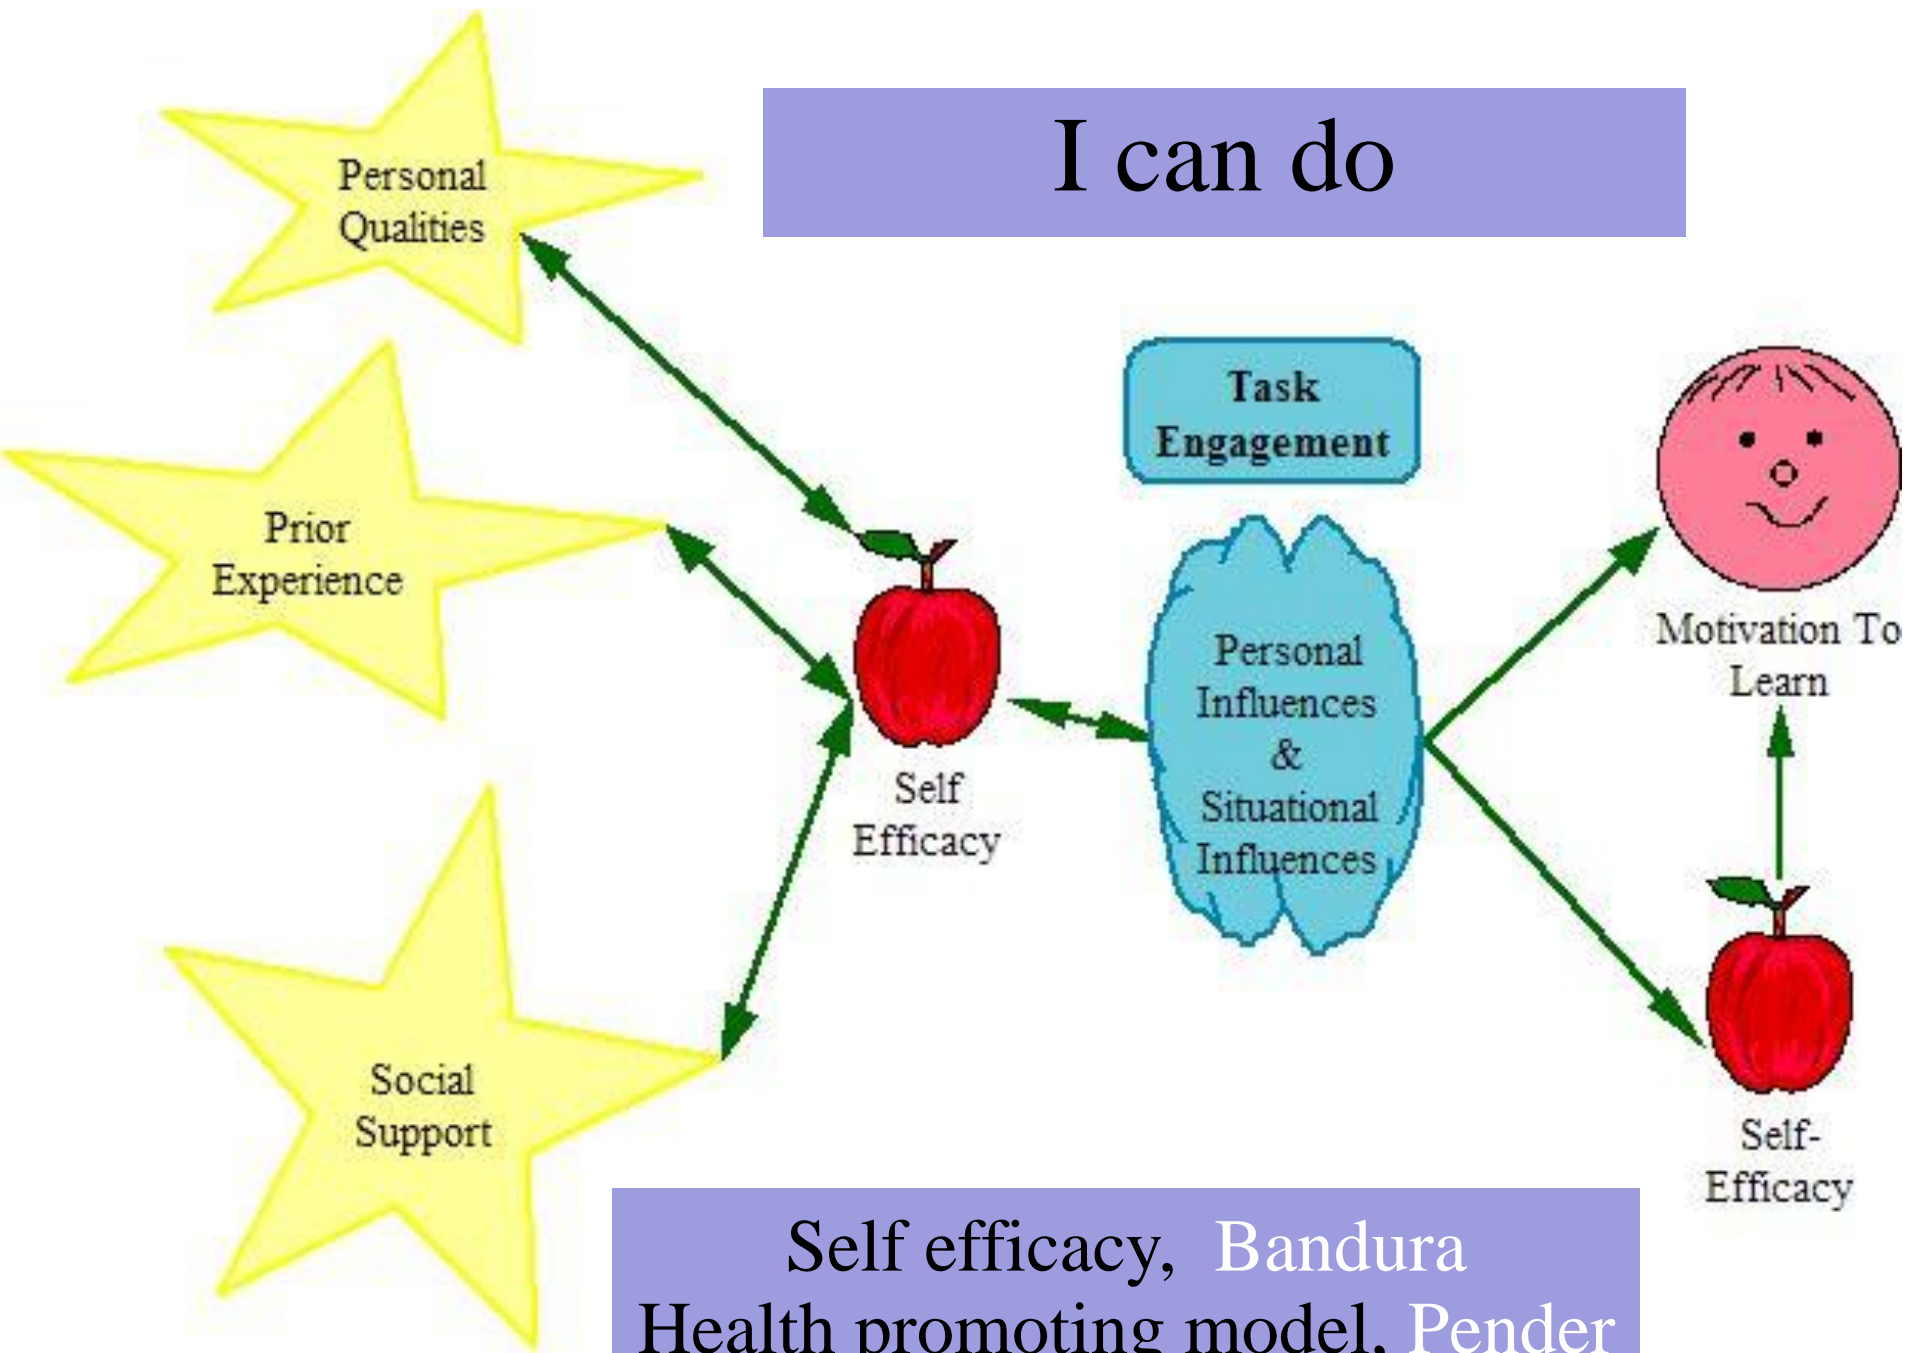 I can do
Personal
Qualities
Task
Engagement
Prior
Experience
Motivation To
Learn
Personal
Influences
&
Situational
Influences
Self
Efficacy
Social
Support
Self-
Efficacy
Self efficacy, Bandura
Health promoting model, Pender